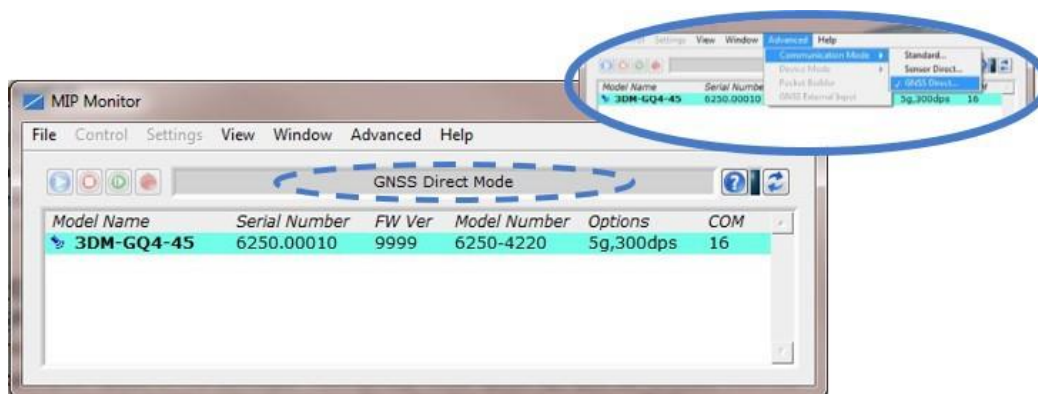 View Window Advanced Help
Communication Mode Standard...
Device Mode Sensor Direct...
Packet Builder ✓ GNSS Direct...
GNSS External Input
Model Name Serial Numbe
3DM-GQ4-45 6250.00010 5g,300dps 16
MIP Monitor
File Control Settings View Window Advanced Help
GNSS Direct Mode
Model Name Serial Number FW Ver Model Number Options COM
3DM-GQ4-45 6250.00010 9999 6250-4220 5g,300dps 16